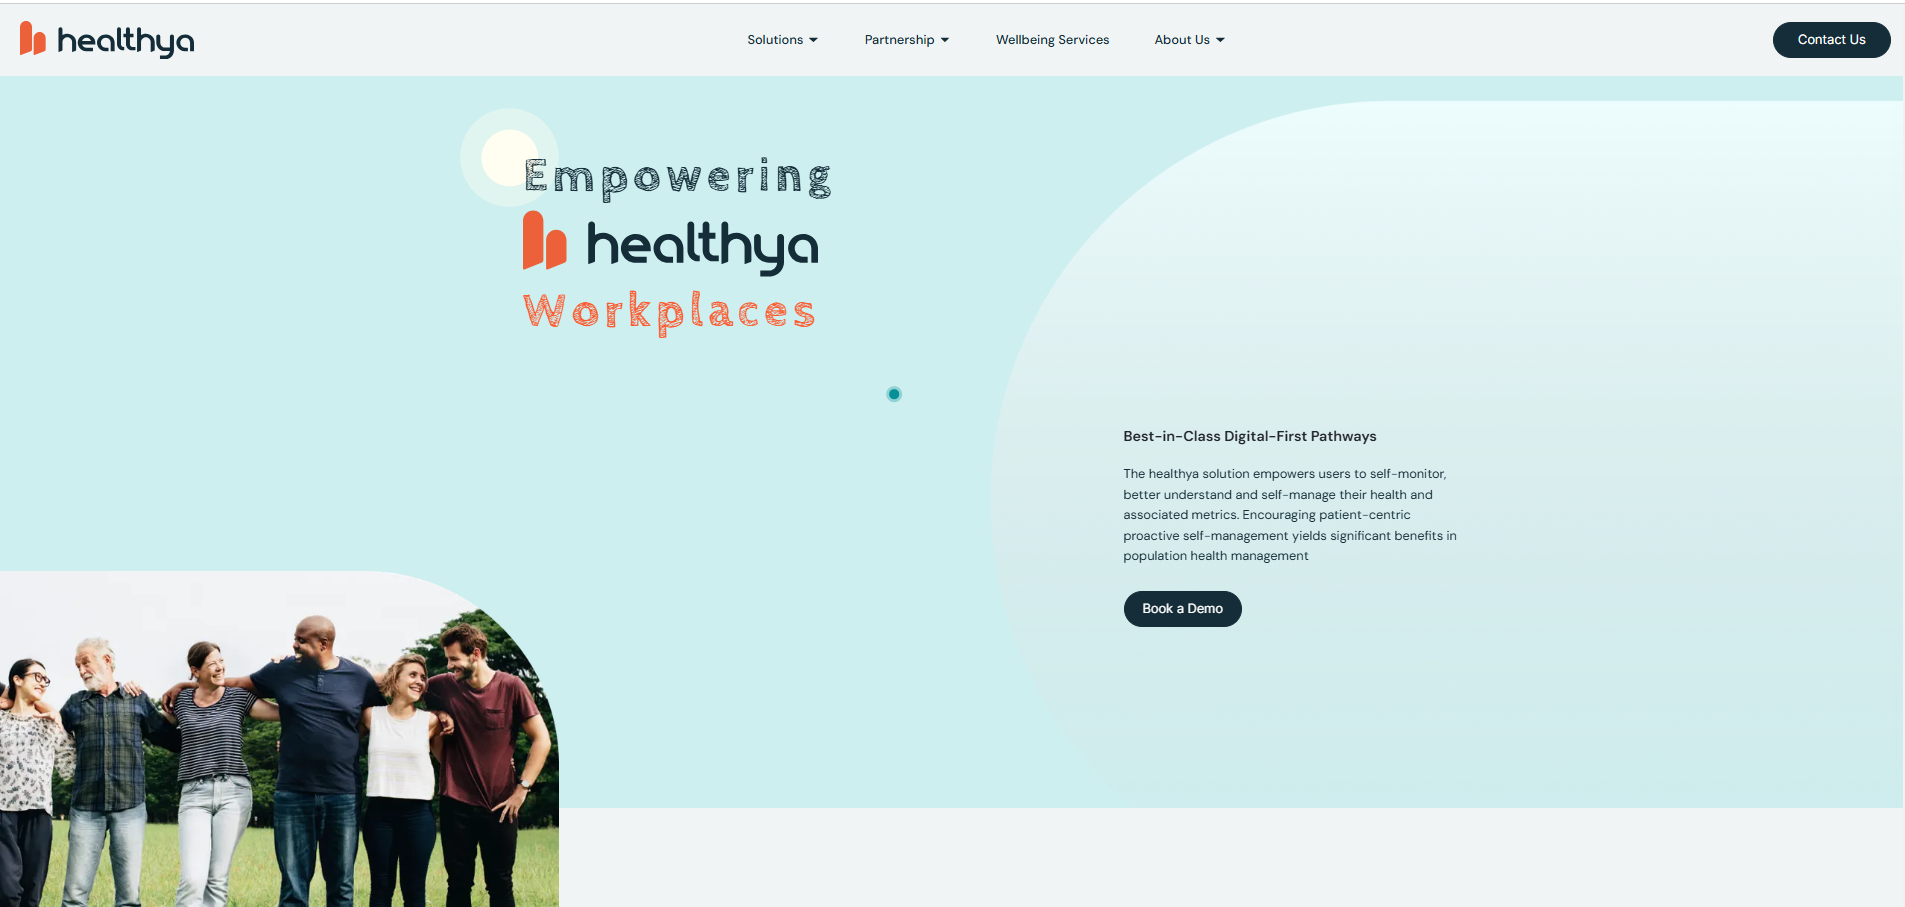 healthya
Solutions
Partnership
Wellbeing Services
About Us
Contact Us
Empowering
healthya
Workplaces
Best-in-Class Digital-First Pathways
The healthya solution empowers users to self-monitor,
better understand and self-manage their health and
associated metrics. Encouraging patient-centric
proactive self-management yields significant benefits in
population health management
Book a Demo